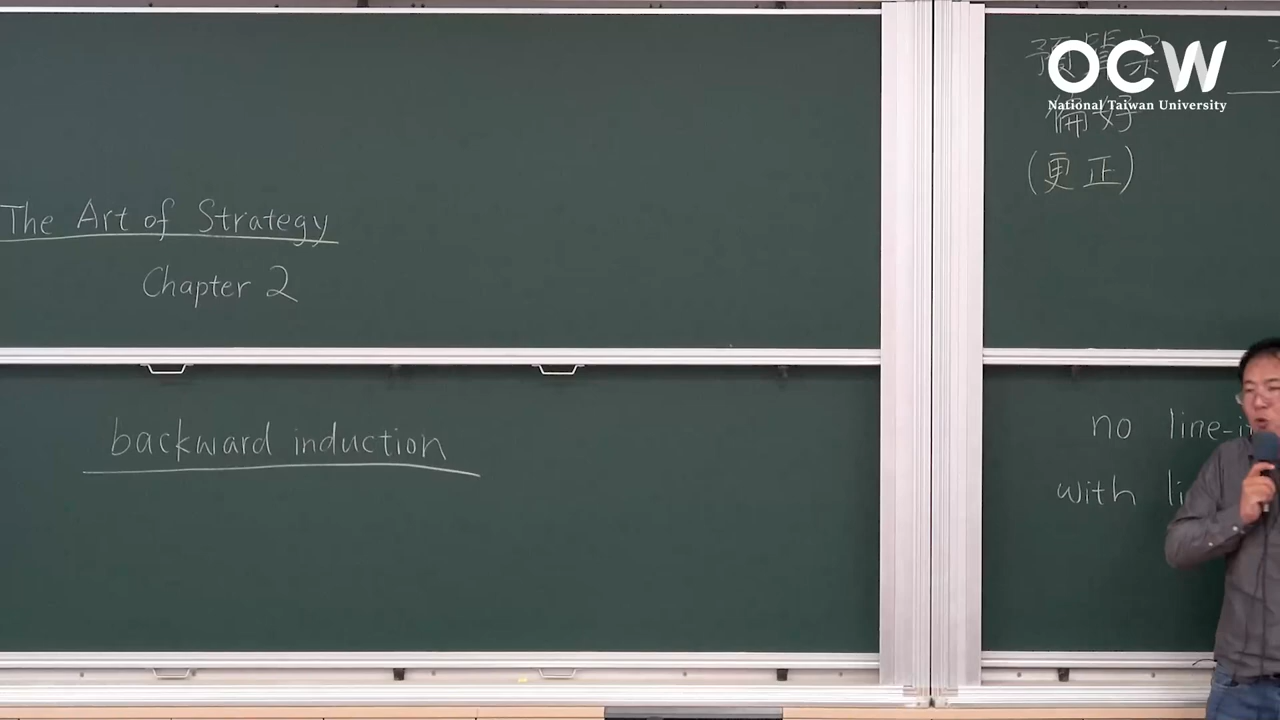 The Art of Strategy
Chapter 2
backward induction
OCW
National Taiwan University
偏好
(更正)
no line-i
with li